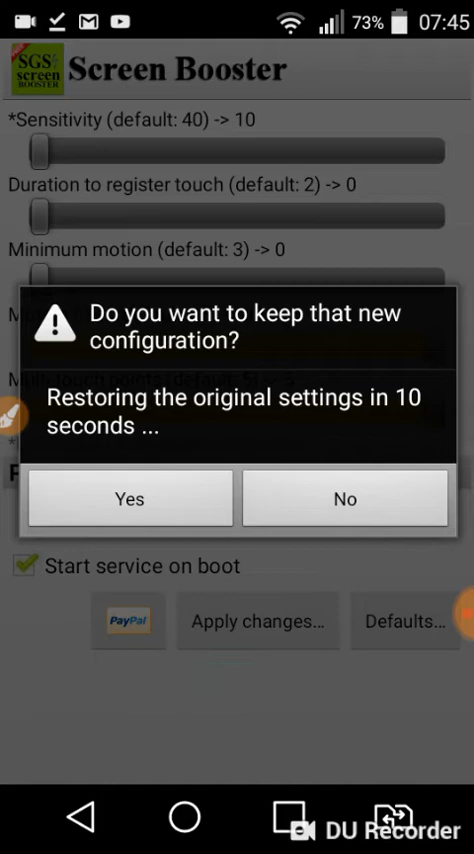 73% 07:45
SGS
screen
BOOSTER
Screen Booster
*Sensitivity (default: 40) -> 10
Duration to register touch (default: 2) -> 0
Minimum motion (default: 3) -> 0
Do you want to keep that new
configuration?
Restoring the original settings in 10
seconds ...
Yes No
Start service on boot
PayPal Apply changes... Defaults...
DU Recorder